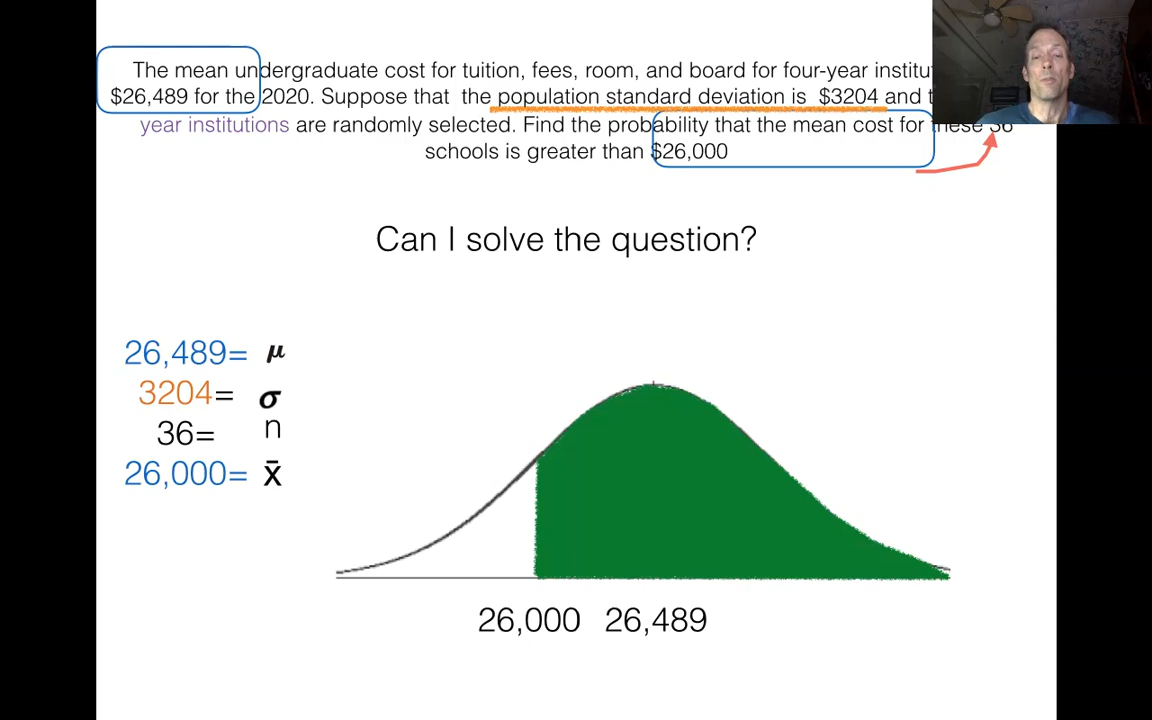 The mean undergraduate cost for tuition, fees, room, and board for four-year
$26,489 for the 2020. Suppose that the population standard deviation is $3204 and
year institutions are randomly selected. Find the probability that the mean cost for these 36
schools is greater than $26,000
Can I solve the question?
26,489= μ
3204= σ
36= n
26,000= x̄
26,000 26,489